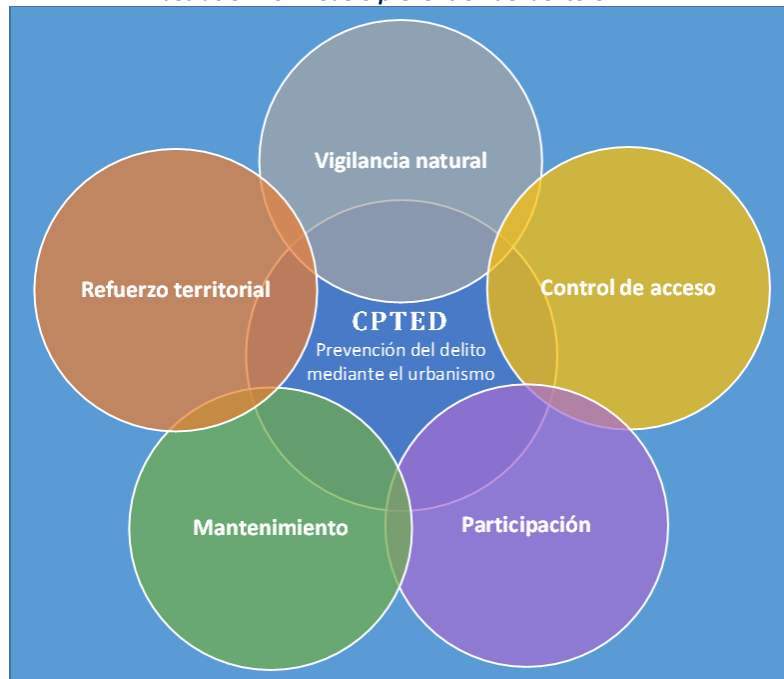 Vigilancia natural
Refuerzo territorial
Control de acceso
CPTED
Prevención del delito
mediante el urbanismo
Mantenimiento
Participación